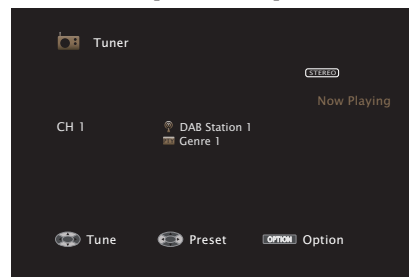 Tuner
STEREO
Now Playing
CH 1
DAB Station 1
Genre 1
Tune
Preset
OPTION Option